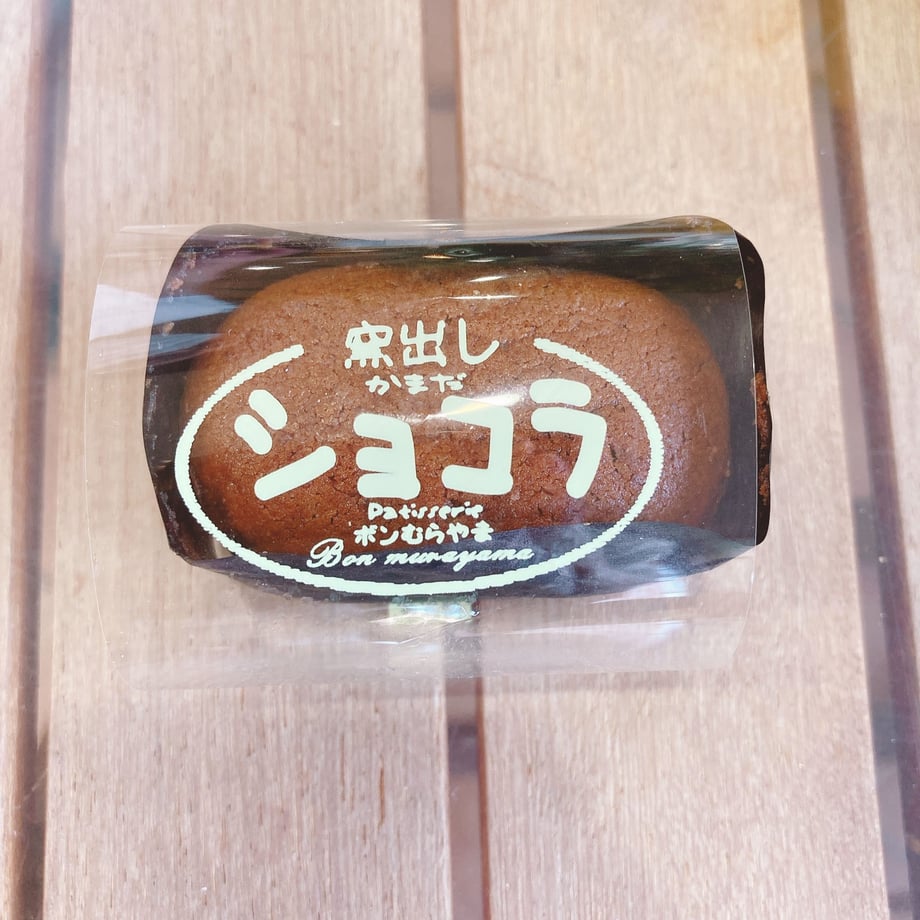 窯出し
かまだ
ショコラ
Patisserie
ボンむらやま
Bon murayama